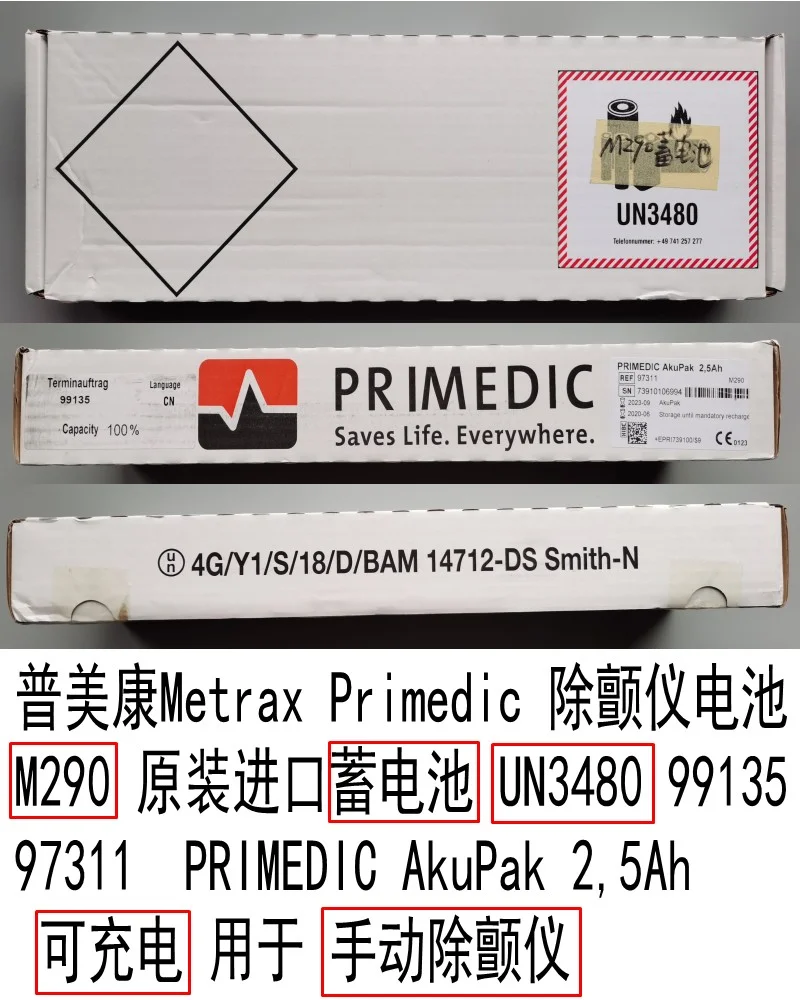 M290蓄电池
UN3480
Telefonnummer: +49 741 257 277
Terminauftrag
99135
Language
CN
Capacity 100%
PRIMEDIC
Saves Life. Everywhere.
PRIMEDIC AkuPak 2,5Ah
REF 97311 M290
SN 73910106994
2023-09 AkuPak
2020-06 Storage until mandatory recharge
+EPRI739100/S9
CE 0123
un 4G/Y1/S/18/D/BAM 14712-DS Smith-N
普美康Metrax Primedic 除颤仪电池
M290 原装进口蓄电池 UN3480 99135
97311 PRIMEDIC AkuPak 2,5Ah
可充电 用于 手动除颤仪